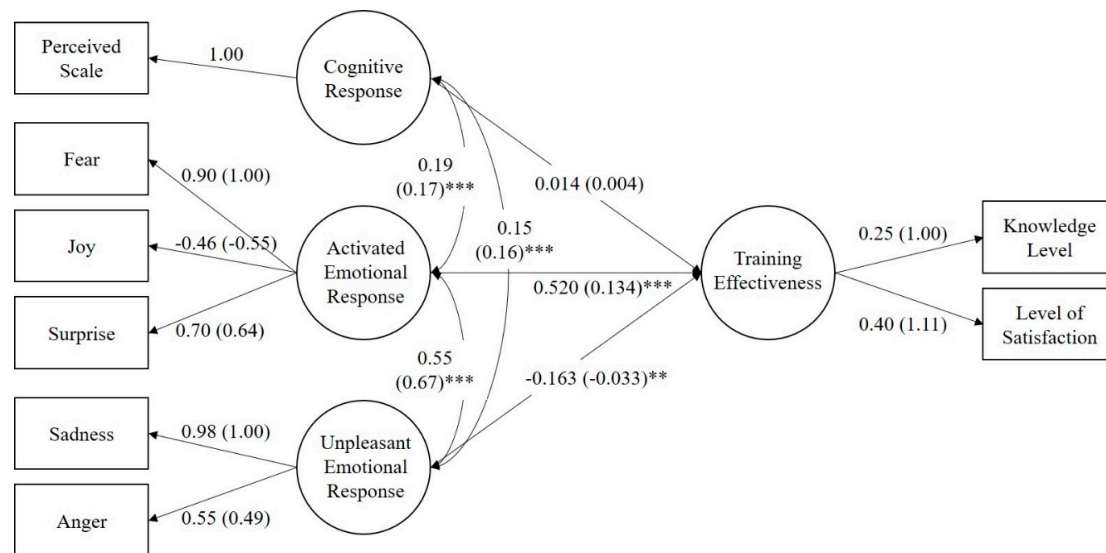 Perceived
Scale
1.00
Cognitive
Response
Fear
0.90 (1.00)
0.19
(0.17)***
0.014 (0.004)
0.15
(0.16)***
Joy
-0.46 (-0.55)
Activated
Emotional
Response
Surprise
0.70 (0.64)
0.520 (0.134)***
Training
Effectiveness
0.25 (1.00)
Knowledge
Level
0.40 (1.11)
Level of
Satisfaction
0.55
(0.67)***
-0.163 (-0.033)**
Sadness
0.98 (1.00)
Unpleasant
Emotional
Response
Anger
0.55 (0.49)